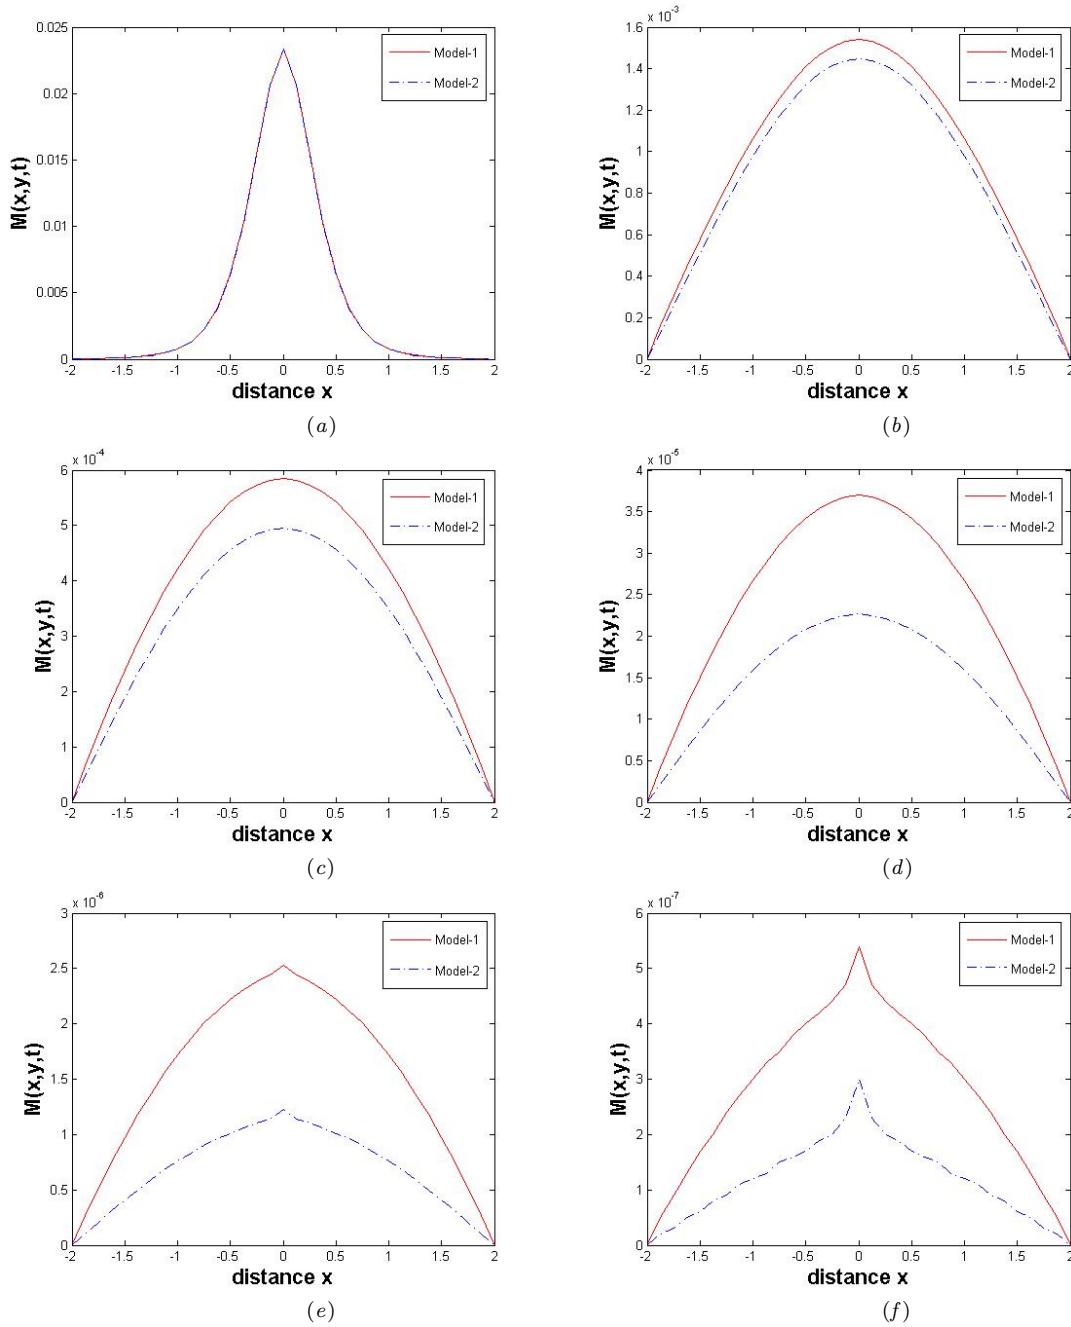 0.025
0.02
0.015
0.01
0.005
0
M(x,y,t)
Model-1
Model-2
-2 -1.5 -1 -0.5 0 0.5 1 1.5 2
distance x
(a)
x 10^-3
1.6
1.4
1.2
1
0.8
0.6
0.4
0.2
0
M(x,y,t)
Model-1
Model-2
-2 -1.5 -1 -0.5 0 0.5 1 1.5 2
distance x
(b)
x 10^-4
6
5
4
3
2
1
0
M(x,y,t)
Model-1
Model-2
-2 -1.5 -1 -0.5 0 0.5 1 1.5 2
distance x
(c)
x 10^-5
4
3.5
3
2.5
2
1.5
1
0.5
0
M(x,y,t)
Model-1
Model-2
-2 -1.5 -1 -0.5 0 0.5 1 1.5 2
distance x
(d)
x 10^-6
3
2.5
2
1.5
1
0.5
0
M(x,y,t)
Model-1
Model-2
-2 -1.5 -1 -0.5 0 0.5 1 1.5 2
distance x
(e)
x 10^-7
6
5
4
3
2
1
0
M(x,y,t)
Model-1
Model-2
-2 -1.5 -1 -0.5 0 0.5 1 1.5 2
distance x
(f)